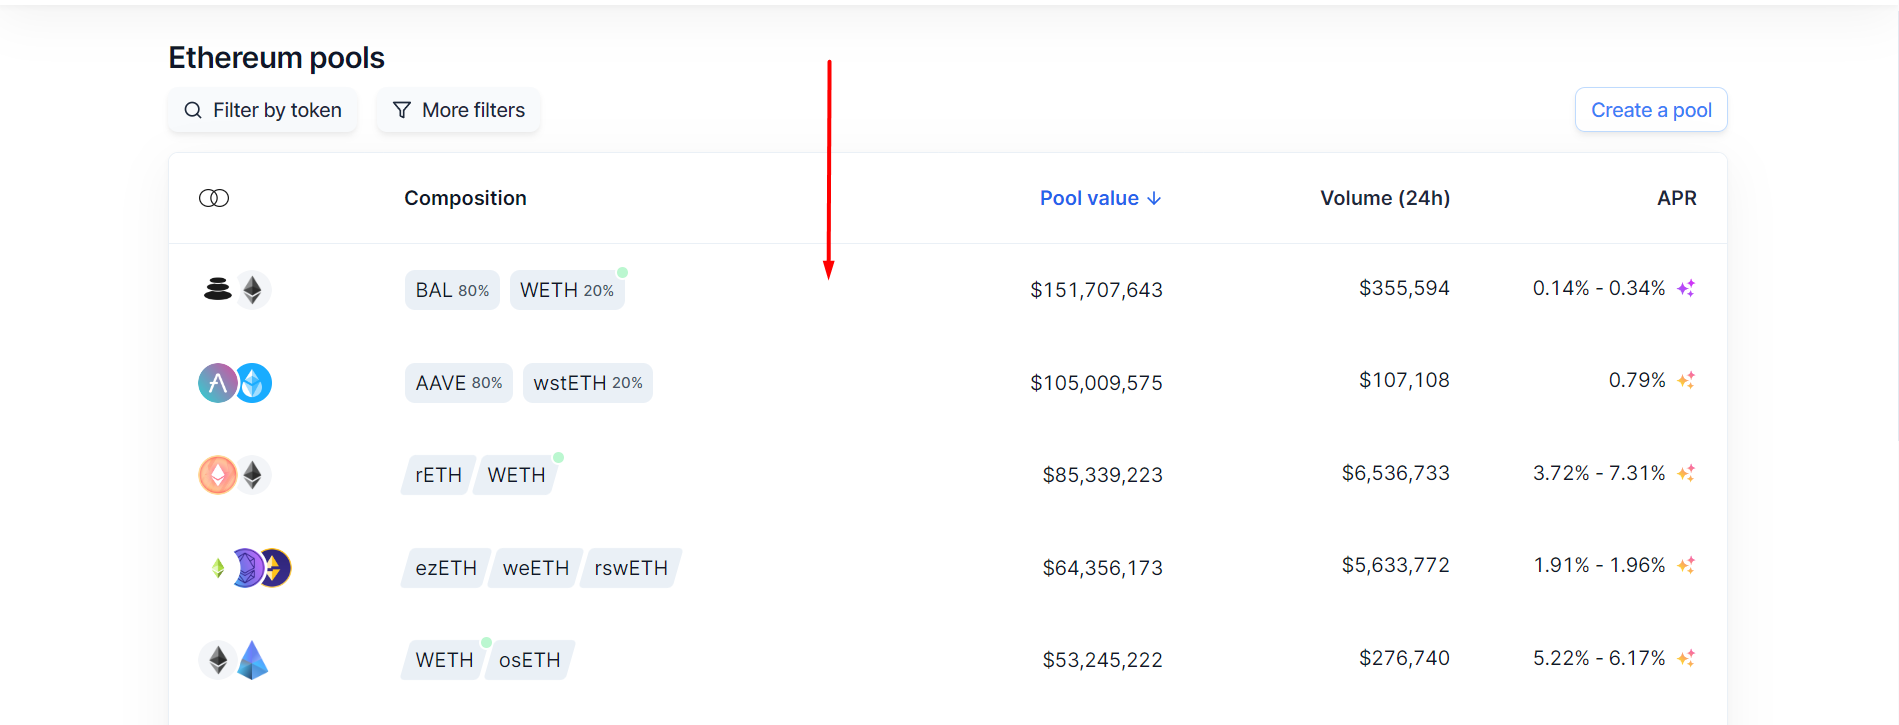 Ethereum pools
Filter by token More filters Create a pool
Composition Pool value ↓ Volume (24h) APR
BAL 80% WETH 20% $151,707,643 $355,594 0.14% - 0.34%
AAVE 80% wstETH 20% $105,009,575 $107,108 0.79%
rETH WETH $85,339,223 $6,536,733 3.72% - 7.31%
ezETH weETH rswETH $64,356,173 $5,633,772 1.91% - 1.96%
WETH osETH $53,245,222 $276,740 5.22% - 6.17%